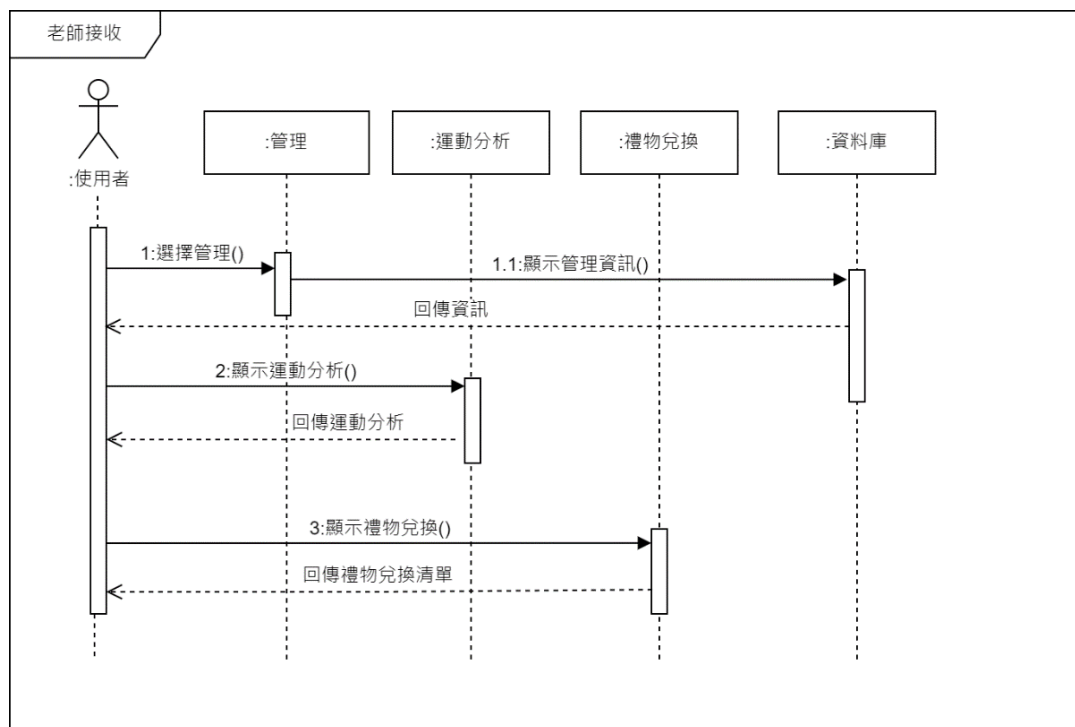 老師接收
:使用者
:管理
:運動分析
:禮物兌換
:資料庫
1:選擇管理()
1.1:顯示管理資訊()
回傳資訊
2:顯示運動分析()
回傳運動分析
3:顯示禮物兌換()
回傳禮物兌換清單